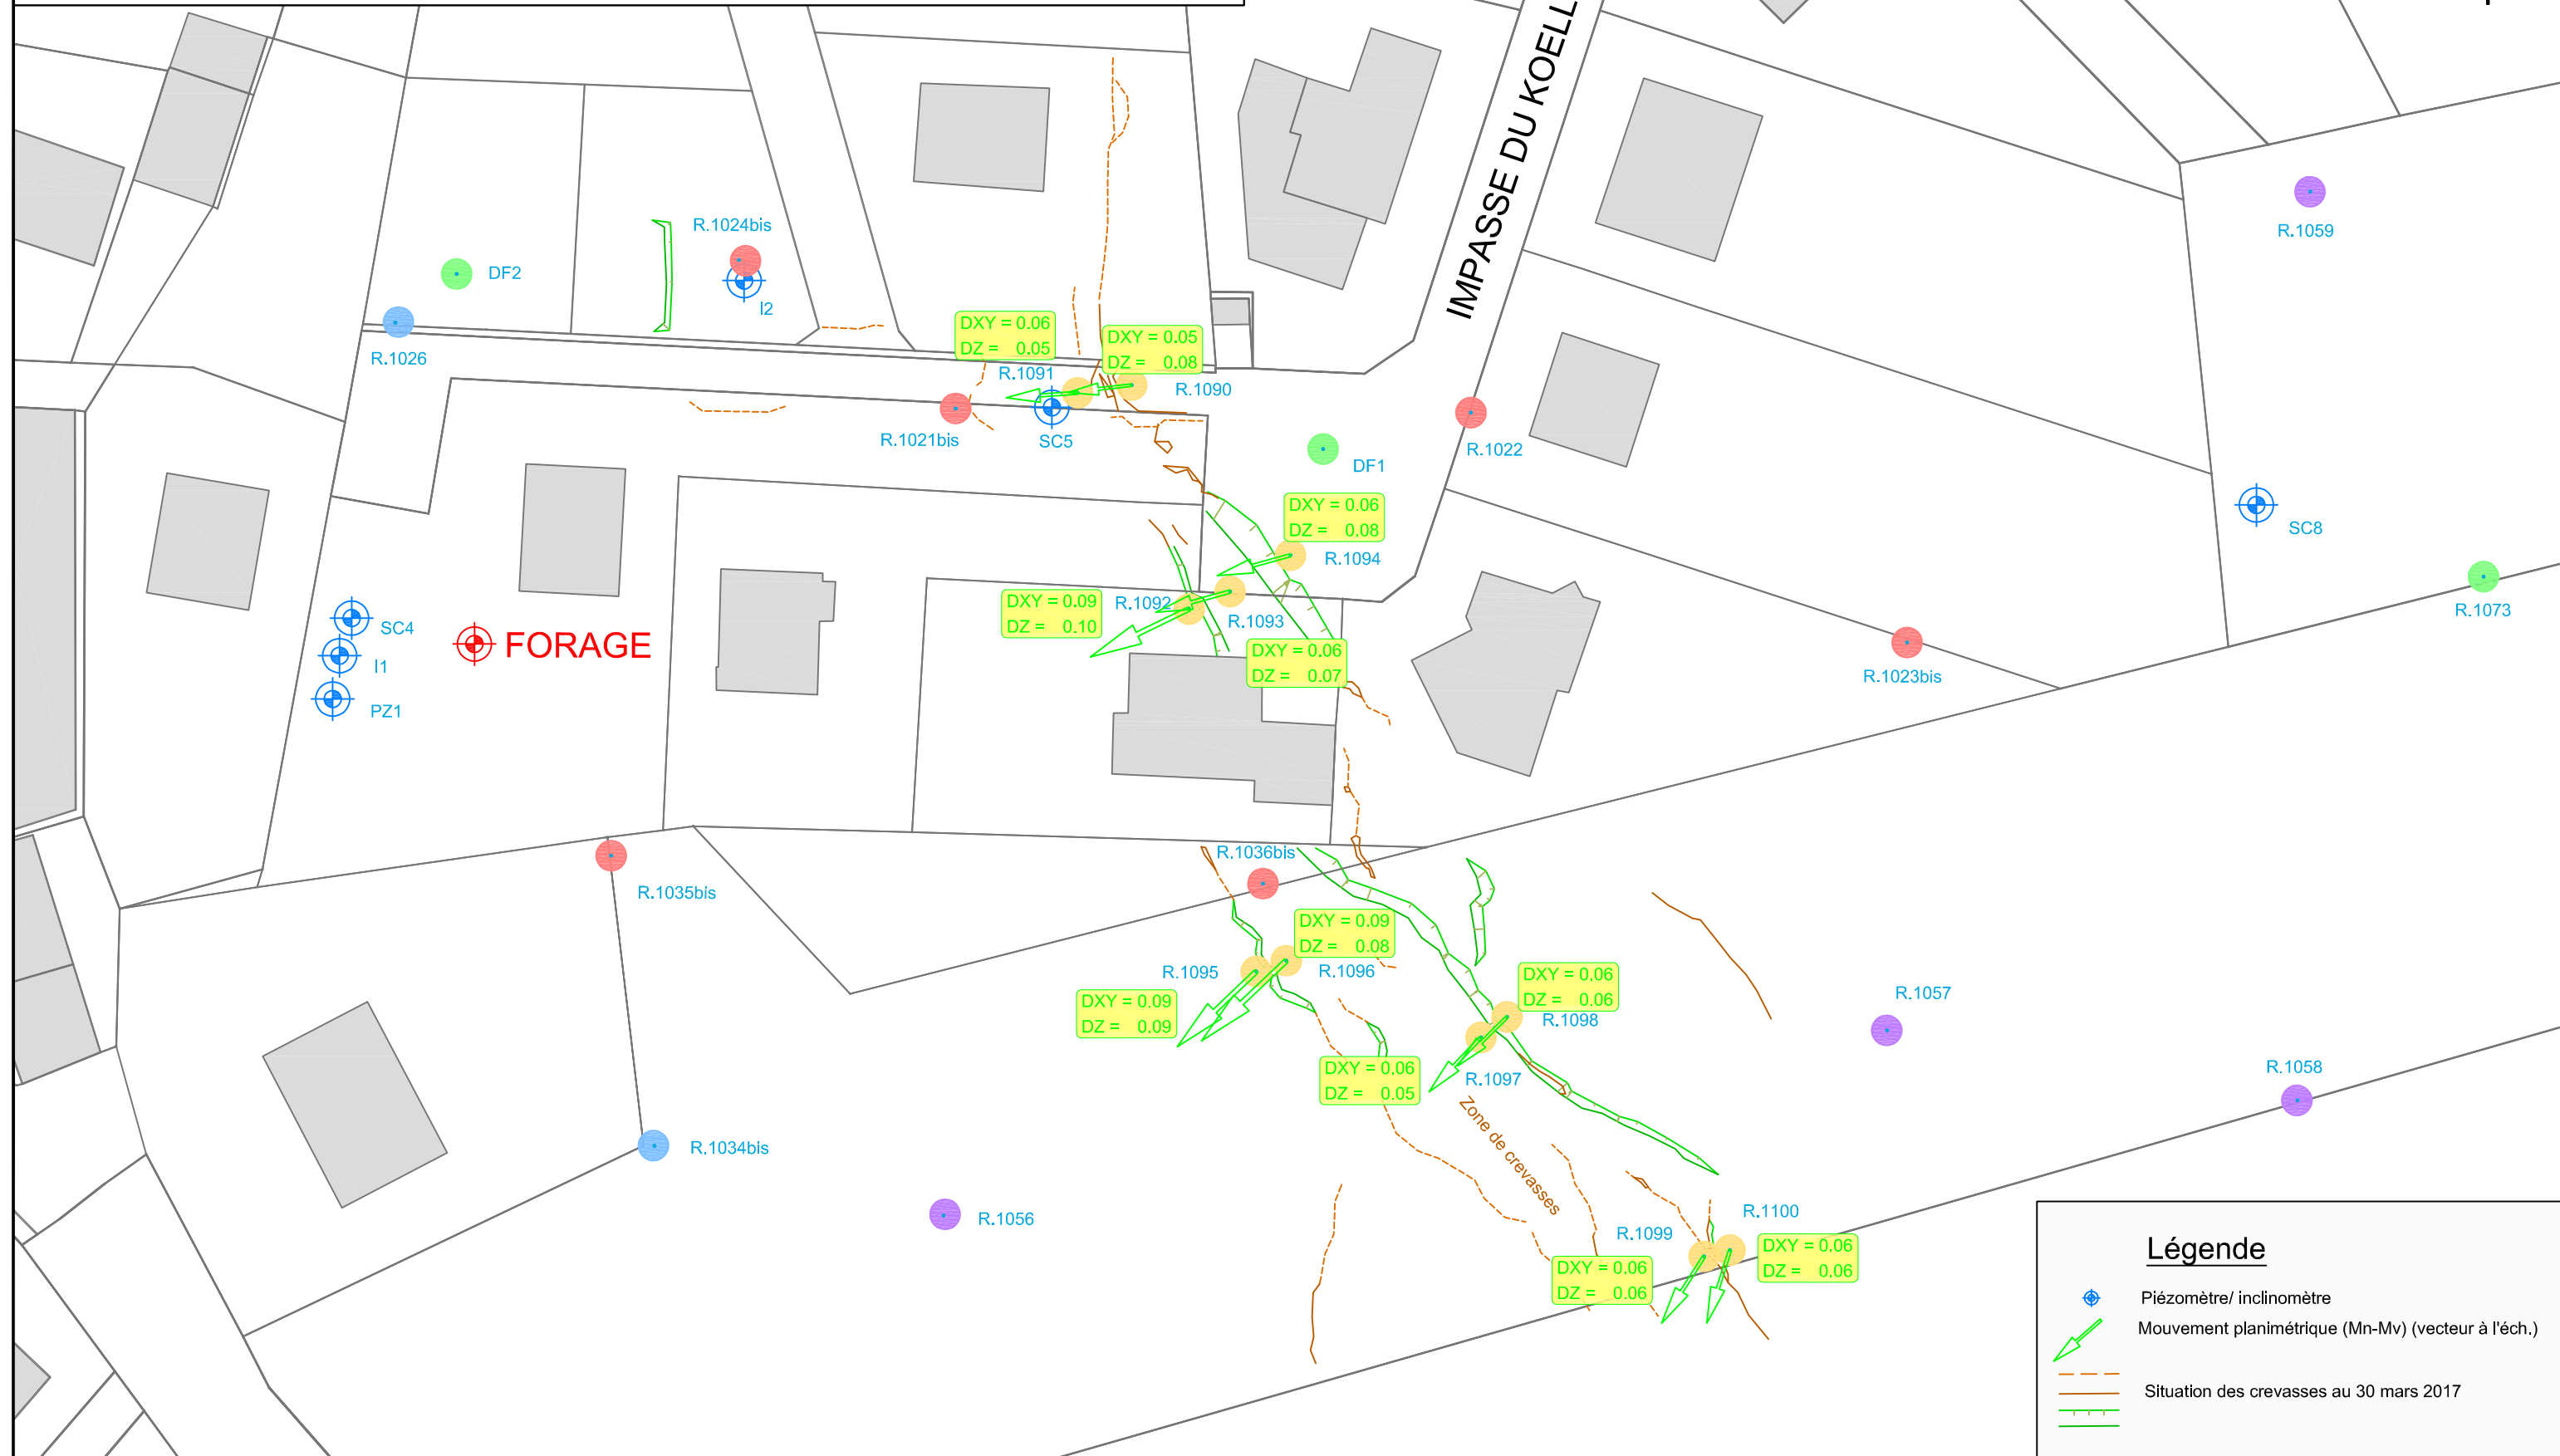 IMPASSE DU KOELL
R.1059
R.1024bis
DF2
I2
R.1026
DXY = 0.06
DZ = 0.05
DXY = 0.05
DZ = 0.08
R.1091
R.1090
R.1021bis
SC5
R.1022
DF1
DXY = 0.06
DZ = 0.08
SC8
R.1094
DXY = 0.09
DZ = 0.10
R.1092
R.1093
R.1073
SC4
FORAGE
I1
DXY = 0.06
DZ = 0.07
R.1023bis
PZ1
R.1036bis
R.1035bis
DXY = 0.09
DZ = 0.08
R.1095
R.1096
DXY = 0.09
DZ = 0.09
DXY = 0.06
DZ = 0.06
R.1098
R.1057
DXY = 0.06
DZ = 0.05
R.1097
R.1058
Zone de crevasses
R.1034bis
R.1056
R.1100
R.1099
DXY = 0.06
DZ = 0.06
DXY = 0.06
DZ = 0.06
Légende
Piézomètre/ inclinomètre
Mouvement planimétrique (Mn-Mv) (vecteur à l'éch.)
Situation des crevasses au 30 mars 2017